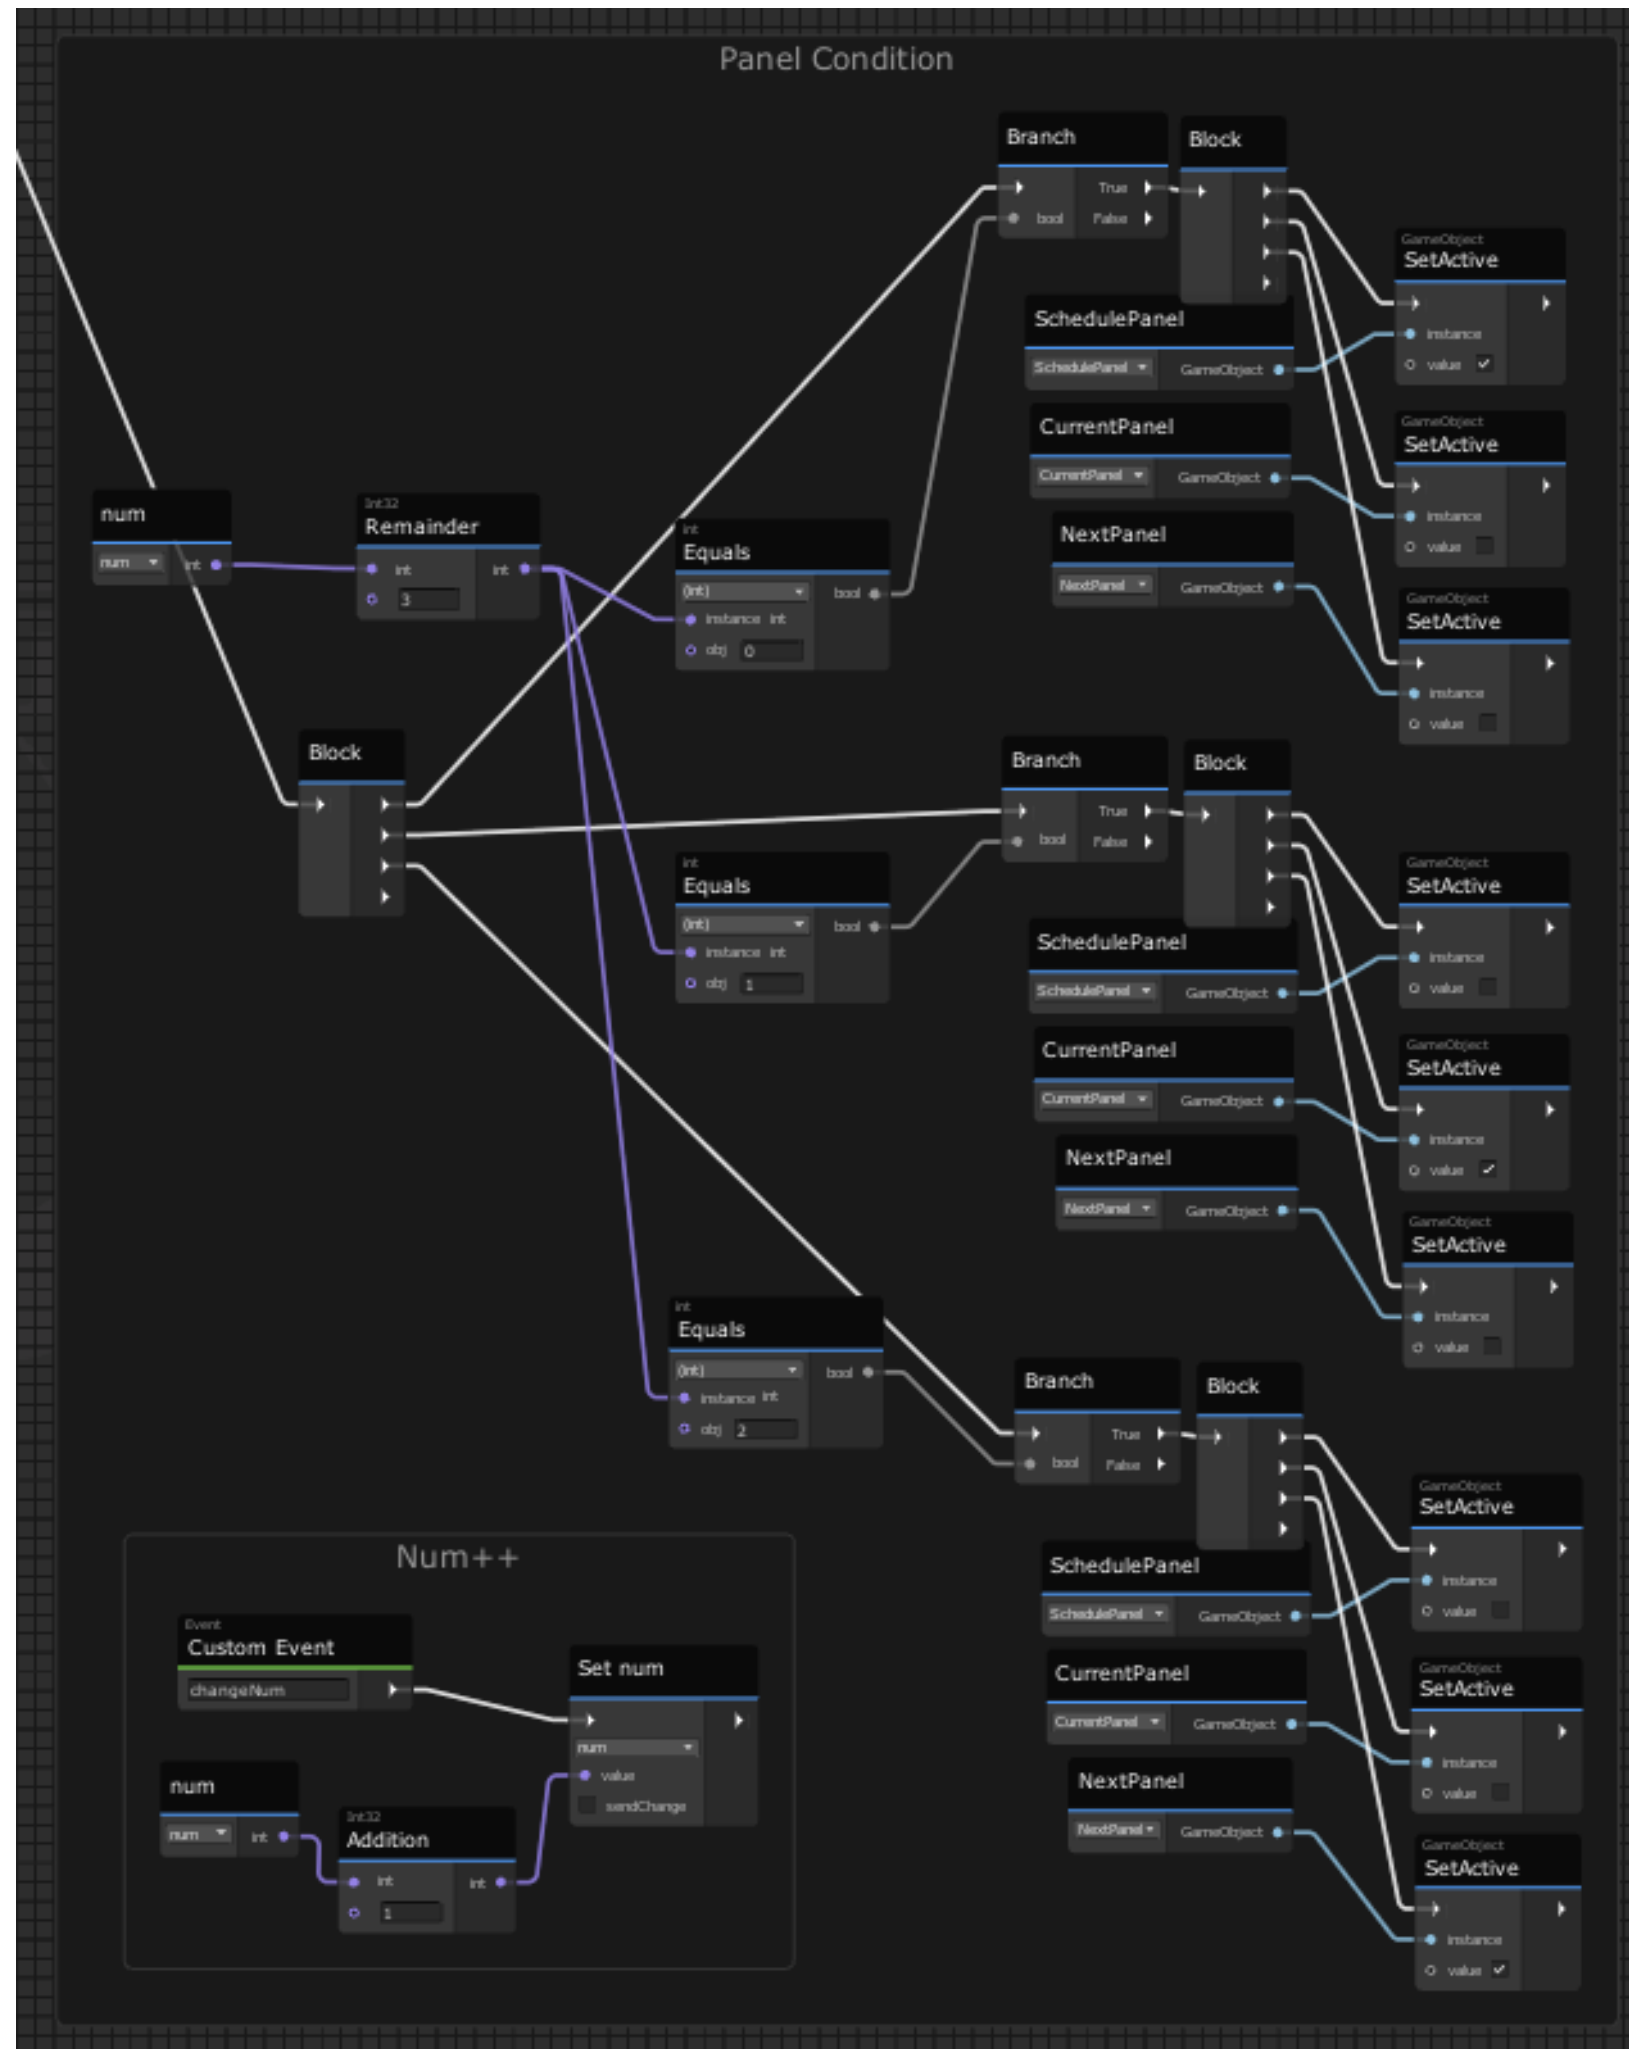 Panel Condition
Branch
True
bool
False
Block
GameObject
SetActive
instance
value
SchedulePanel
SchedulePanel
GameObject
GameObject
SetActive
instance
value
CurrentPanel
CurrentPanel
GameObject
GameObject
SetActive
instance
value
NextPanel
NextPanel
GameObject
num
num
int
Int32
Remainder
int
int
3
int
Equals
(int)
bool
instance int
obj
0
Block
Branch
True
bool
False
Block
int
Equals
(int)
bool
instance int
obj
1
GameObject
SetActive
instance
value
SchedulePanel
SchedulePanel
GameObject
GameObject
SetActive
instance
value
CurrentPanel
CurrentPanel
GameObject
GameObject
SetActive
instance
value
NextPanel
NextPanel
GameObject
int
Equals
(int)
bool
instance int
obj
2
Branch
True
bool
False
Block
GameObject
SetActive
instance
value
SchedulePanel
SchedulePanel
GameObject
GameObject
SetActive
instance
value
CurrentPanel
CurrentPanel
GameObject
GameObject
SetActive
instance
value
NextPanel
NextPanel
GameObject
Num++
Event
Custom Event
changeNum
Set num
num
value
sendChange
num
num
int
Int32
Addition
int
int
1